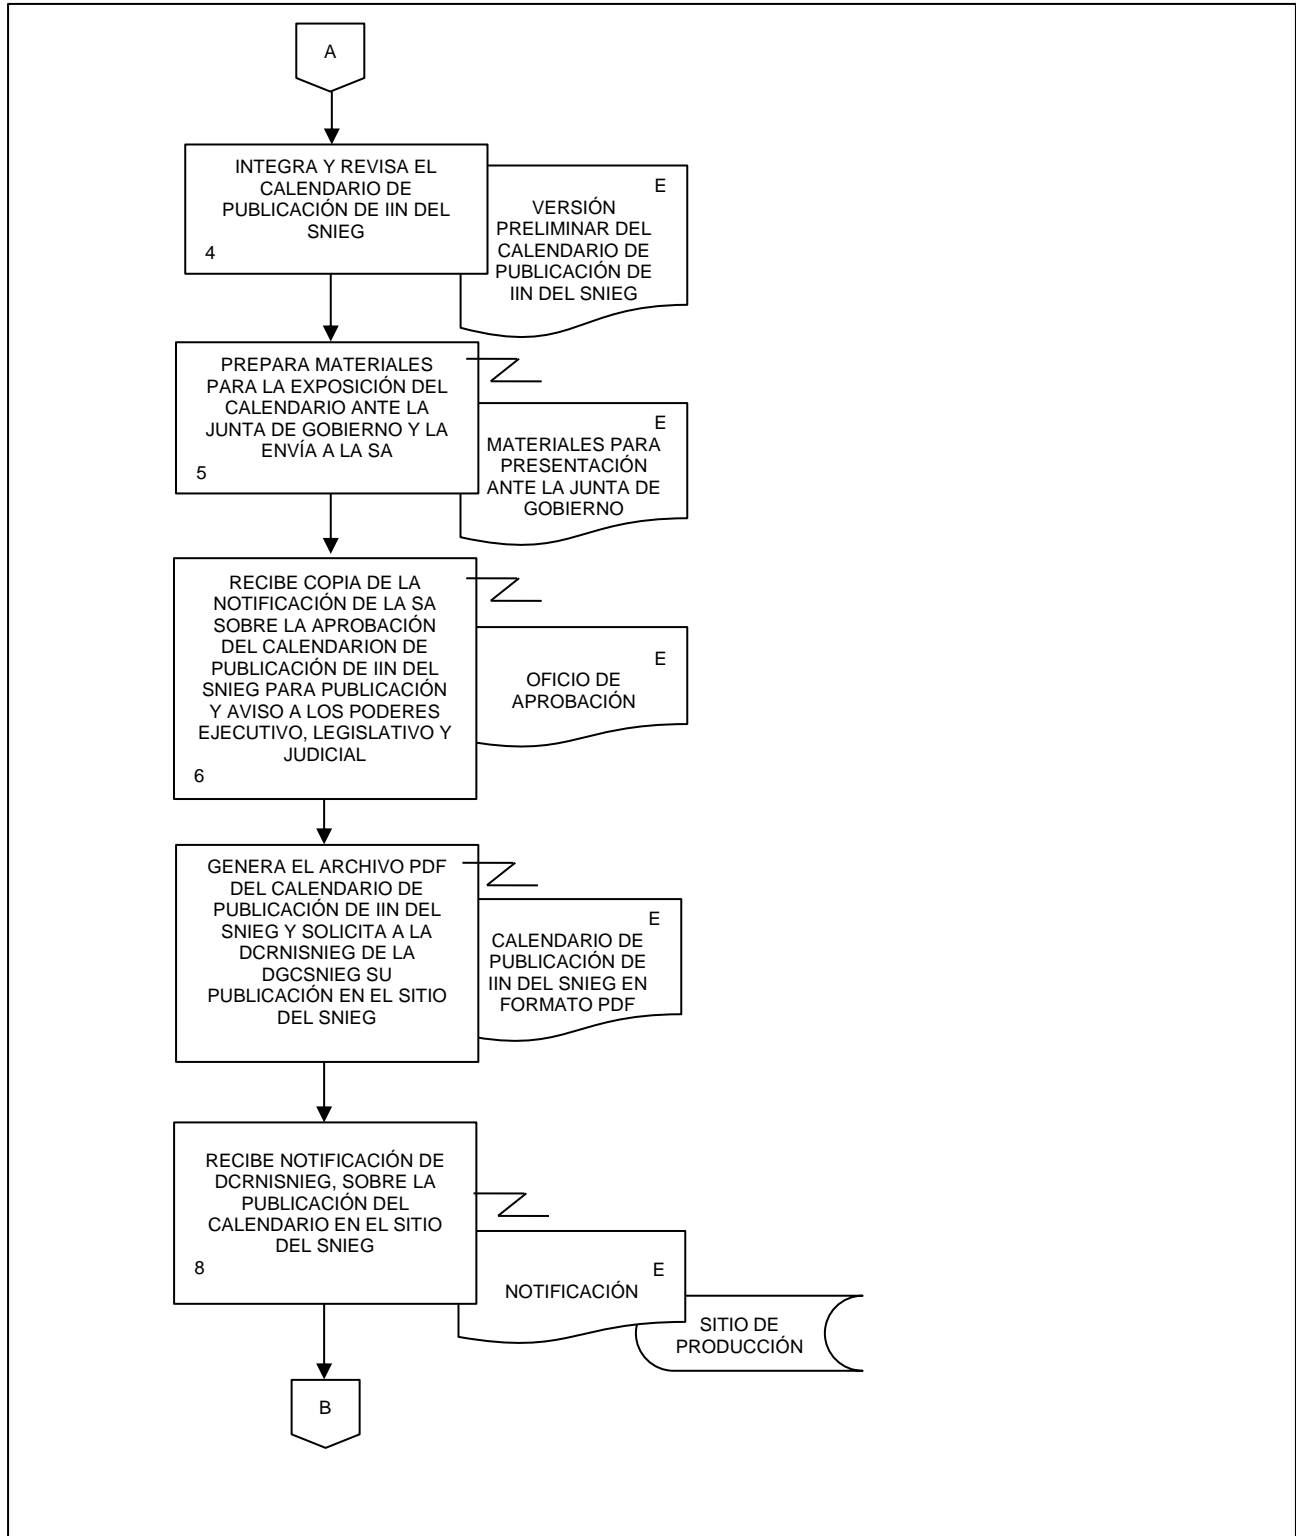 A
INTEGRA Y REVISA EL
CALENDARIO DE
PUBLICACIÓN DE IIN DEL
SNIEG
4
E
VERSIÓN
PRELIMINAR DEL
CALENDARIO DE
PUBLICACIÓN DE
IIN DEL SNIEG
PREPARA MATERIALES
PARA LA EXPOSICIÓN DEL
CALENDARIO ANTE LA
JUNTA DE GOBIERNO Y LA
ENVÍA A LA SA
5
E
MATERIALES PARA
PRESENTACIÓN
ANTE LA JUNTA DE
GOBIERNO
RECIBE COPIA DE LA
NOTIFICACIÓN DE LA SA
SOBRE LA APROBACIÓN
DEL CALENDARION DE
PUBLICACIÓN DE IIN DEL
SNIEG PARA PUBLICACIÓN
Y AVISO A LOS PODERES
EJECUTIVO, LEGISLATIVO Y
JUDICIAL
6
E
OFICIO DE
APROBACIÓN
GENERA EL ARCHIVO PDF
DEL CALENDARIO DE
PUBLICACIÓN DE IIN DEL
SNIEG Y SOLICITA A LA
DCRNISNIEG DE LA
DGCSNIEG SU
PUBLICACIÓN EN EL SITIO
DEL SNIEG
E
CALENDARIO DE
PUBLICACIÓN DE
IIN DEL SNIEG EN
FORMATO PDF
RECIBE NOTIFICACIÓN DE
DCRNISNIEG, SOBRE LA
PUBLICACIÓN DEL
CALENDARIO EN EL SITIO
DEL SNIEG
8
E
NOTIFICACIÓN
SITIO DE
PRODUCCIÓN
B